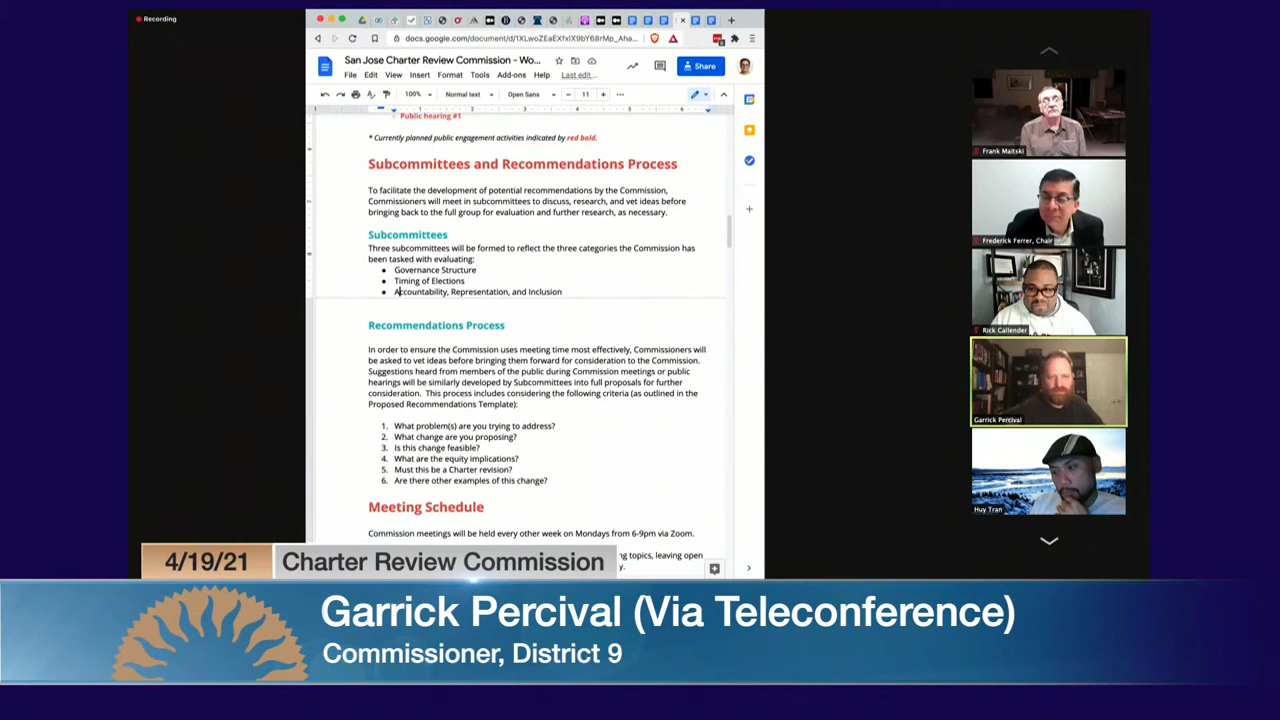 Recording
docs.google.com/document/d/1XLwoZEaEXfxlX9bY68rMp_Aha...
San Jose Charter Review Commission - Wo...
Share
File Edit View Insert Format Tools Add-ons Help Last edit...
100% Normal text Open Sans 11
Public hearing #1
* Currently planned public engagement activities indicated by red bold.
Subcommittees and Recommendations Process
To facilitate the development of potential recommendations by the Commission,
Commissioners will meet in subcommittees to discuss, research, and vet ideas before
bringing back to the full group for evaluation and further research, as necessary.
Subcommittees
Three subcommittees will be formed to reflect the three categories the Commission has
been tasked with evaluating:
● Governance Structure
● Timing of Elections
● Accountability, Representation, and Inclusion
Recommendations Process
In order to ensure the Commission uses meeting time most effectively, Commissioners will
be asked to vet ideas before bringing them forward for consideration to the Commission.
Suggestions heard from members of the public during Commission meetings or public
hearings will be similarly developed by Subcommittees into full proposals for further
consideration. This process includes considering the following criteria (as outlined in the
Proposed Recommendations Template):
1. What problem(s) are you trying to address?
2. What change are you proposing?
3. Is this change feasible?
4. What are the equity implications?
5. Must this be a Charter revision?
6. Are there other examples of this change?
Meeting Schedule
Commission meetings will be held every other week on Mondays from 6-9pm via Zoom.
ng topics, leaving open
y.
Frank Maitski
Frederick Ferrer, Chair
Rick Callender
Garrick Percival
Huy Tran
4/19/21 Charter Review Commission
Garrick Percival (Via Teleconference)
Commissioner, District 9